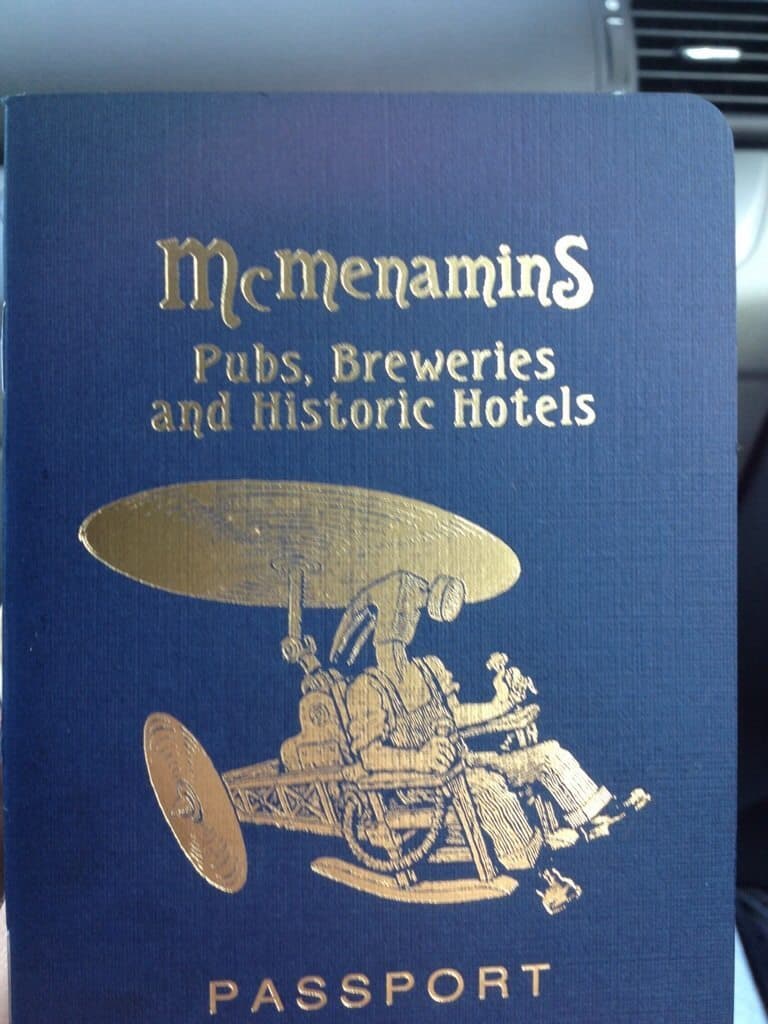 McMenaminS
Pubs, Breweries
and Historic Hotels
PASSPORT